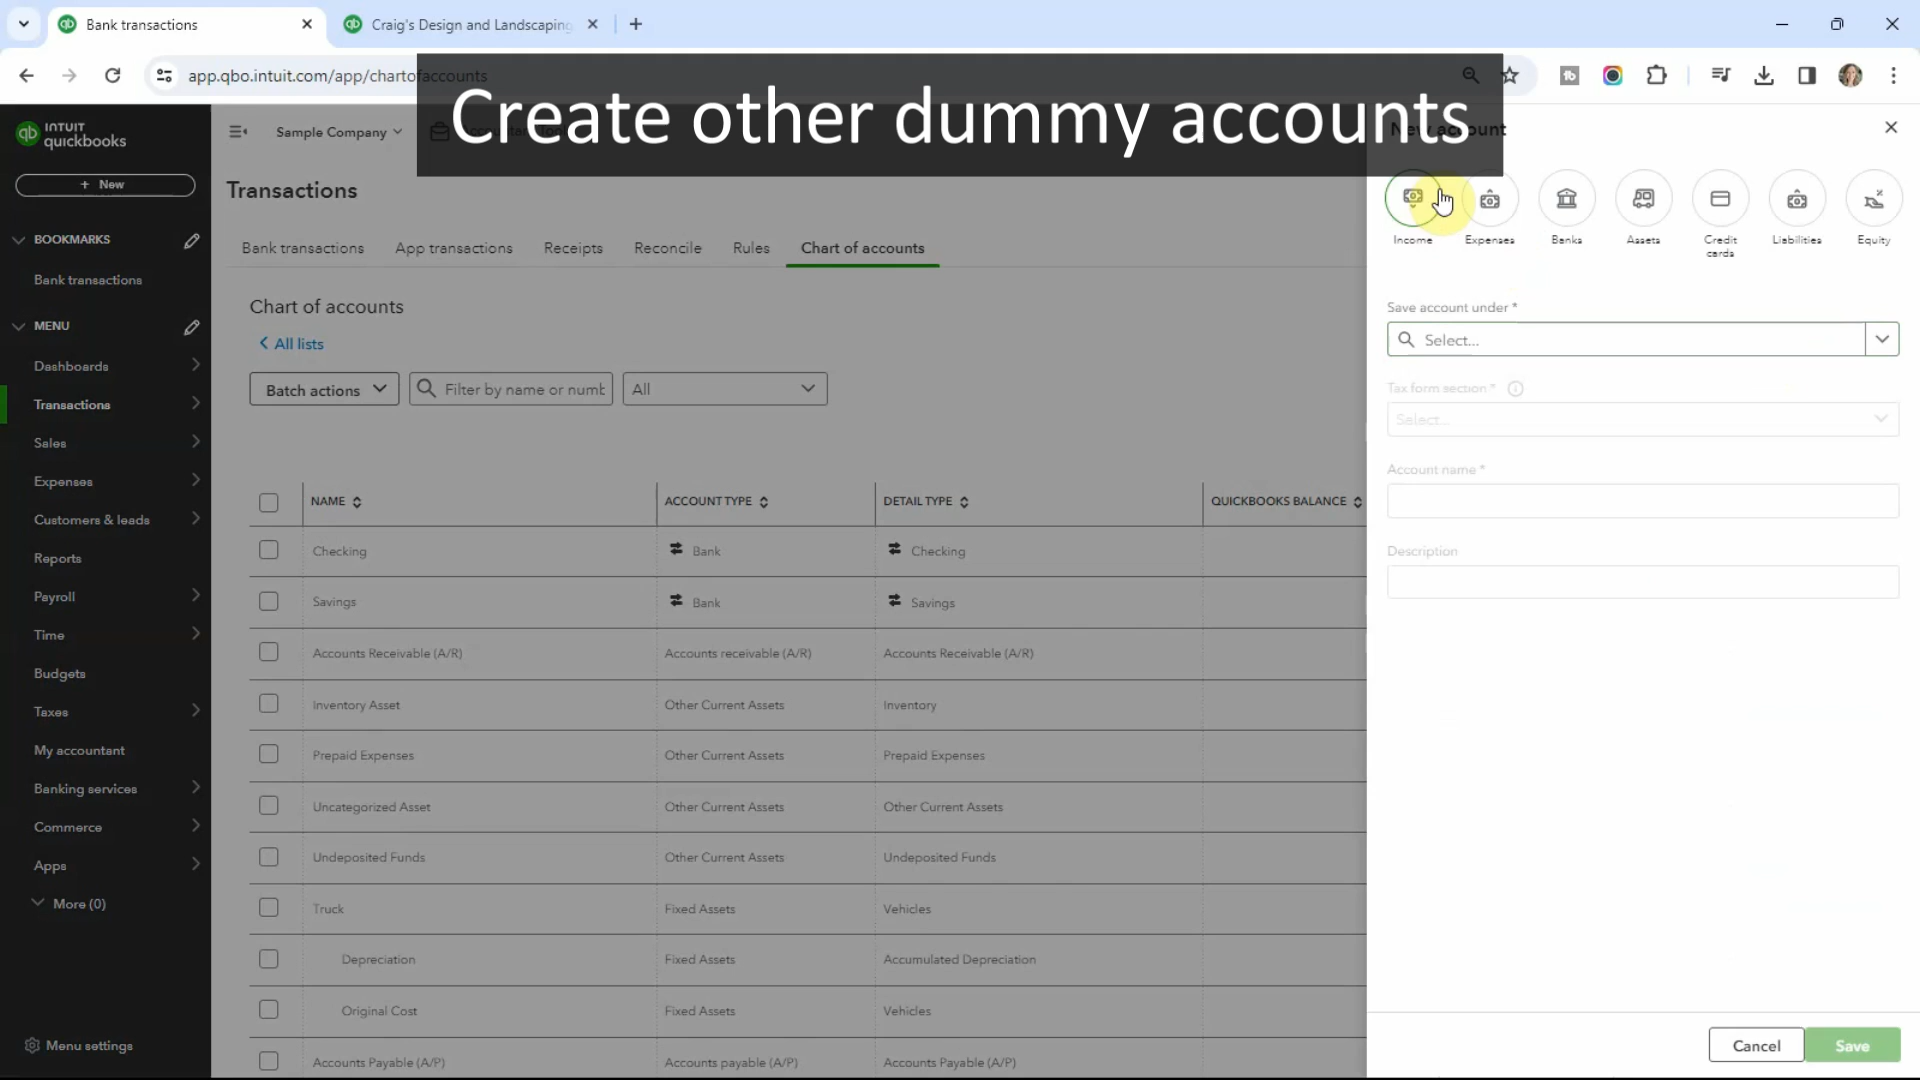 Bank transactions
Craig's Design and Landscaping
app.qbo.intuit.com/app/chartofaccounts
Create other dummy accounts
INTUIT
quickbooks
Sample Company
New account
+ New
Transactions
BOOKMARKS
Bank transactions
App transactions
Receipts
Reconcile
Rules
Chart of accounts
Income
Expenses
Banks
Assets
Credit
cards
Liabilities
Equity
Bank transactions
MENU
Dashboards
Transactions
Sales
Expenses
Customers & leads
Reports
Payroll
Time
Budgets
Taxes
My accountant
Banking services
Commerce
Apps
More (0)
Menu settings
Chart of accounts
All lists
Batch actions
Filter by name or numb
All
NAME
ACCOUNT TYPE
DETAIL TYPE
QUICKBOOKS BALANCE
Checking
Bank
Checking
Savings
Bank
Savings
Accounts Receivable (A/R)
Accounts receivable (A/R)
Accounts Receivable (A/R)
Inventory Asset
Other Current Assets
Inventory
Prepaid Expenses
Other Current Assets
Prepaid Expenses
Uncategorized Asset
Other Current Assets
Other Current Assets
Undeposited Funds
Other Current Assets
Undeposited Funds
Truck
Fixed Assets
Vehicles
Depreciation
Fixed Assets
Accumulated Depreciation
Original Cost
Fixed Assets
Vehicles
Accounts Payable (A/P)
Accounts payable (A/P)
Accounts Payable (A/P)
Save account under *
Select...
Tax form section *
Select...
Account name *
Description
Cancel
Save